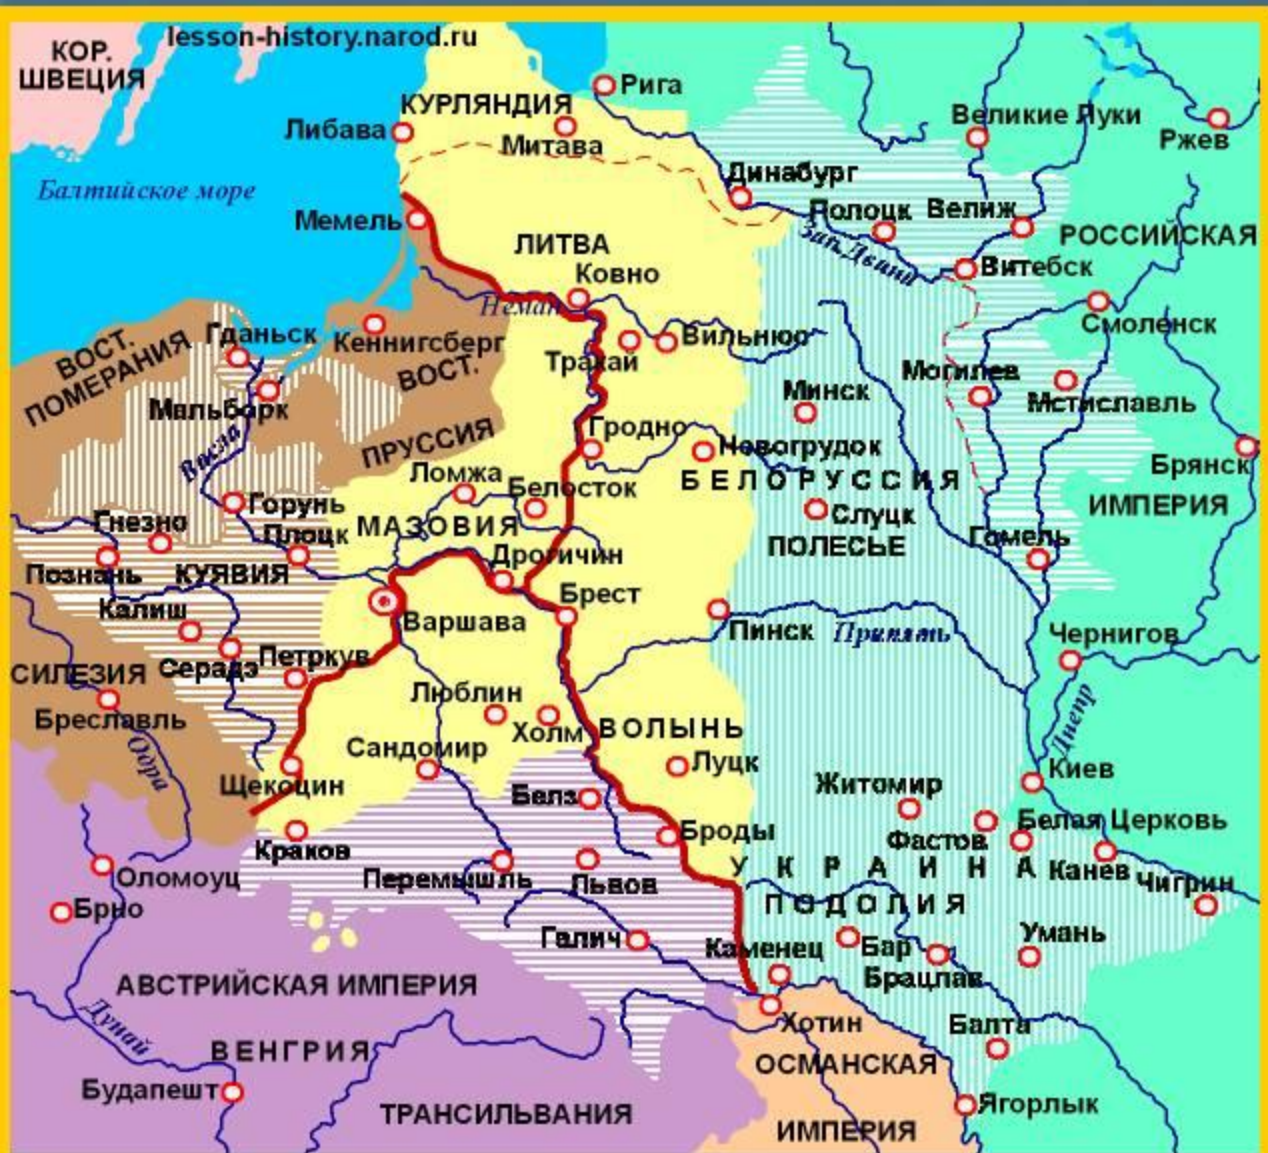 lesson-history.narod.ru
КОР.
ШВЕЦИЯ
Рига
КУРЛЯНДИЯ
Либава
Митава
Великие Луки
Ржев
Балтийское море
Динабург
Мемель
Полоцк
Велиж
ЛИТВА
Зап. Двина
РОССИЙСКАЯ
Ковно
Витебск
Неман
Смоленск
Гданьск
Кеннигсберг
Вильнюс
ВОСТ.
ПОМЕРАНИЯ
Тракай
ВОСТ.
Могилев
Минск
Мстиславль
Мальборк
Гродно
Новогрудок
Висла
ПРУССИЯ
Брянск
Ломжа
БЕЛОРУССИЯ
Белосток
ИМПЕРИЯ
Горунь
Слуцк
Гнезно
МАЗОВИЯ
Плоцк
Гомель
ПОЛЕСЬЕ
Дрогичин
Познань
КУЯВИЯ
Брест
Калиш
Варшава
Пинск
Припять
Чернигов
Серадз
Петркув
СИЛЕЗИЯ
Люблин
Бреславль
Холм
ВОЛЫНЬ
Днепр
Сандомир
Одра
Луцк
Киев
Щекоцин
Житомир
Белз
Белая Церковь
Броды
Фастов
Краков
УКРАИНА
Канев
Оломоуц
Перемышль
Львов
Чигрин
Брно
ПОДОЛИЯ
Галич
Каменец
Бар
Умань
Брацлав
АВСТРИЙСКАЯ ИМПЕРИЯ
Хотин
Балта
Дунай
ВЕНГРИЯ
ОСМАНСКАЯ
Будапешт
ТРАНСИЛЬВАНИЯ
Ягорлык
ИМПЕРИЯ